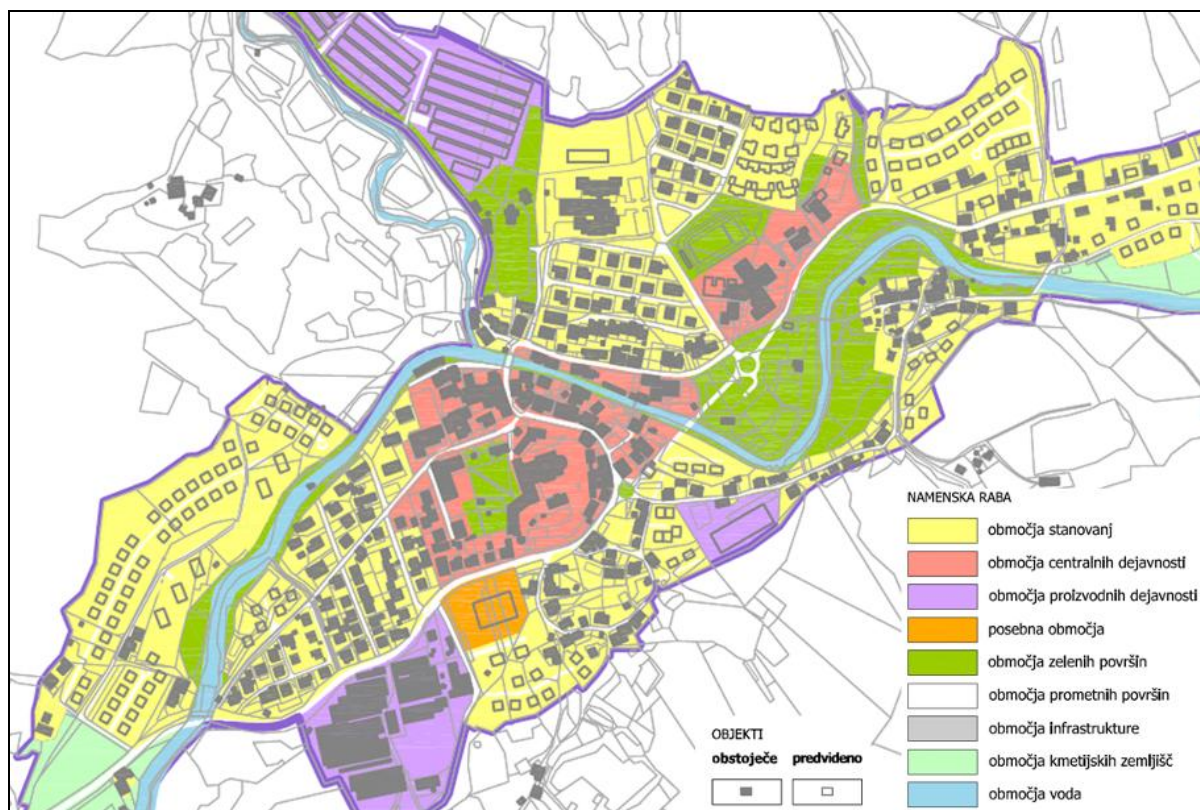 NAMENSKA RABA
območja stanovanj
območja centralnih dejavnosti
območja proizvodnih dejavnosti
posebna območja
območja zelenih površin
območja prometnih površin
območja infrastrukture
območja kmetijskih zemljišč
območja voda
OBJEKTI
obstoječe predvideno